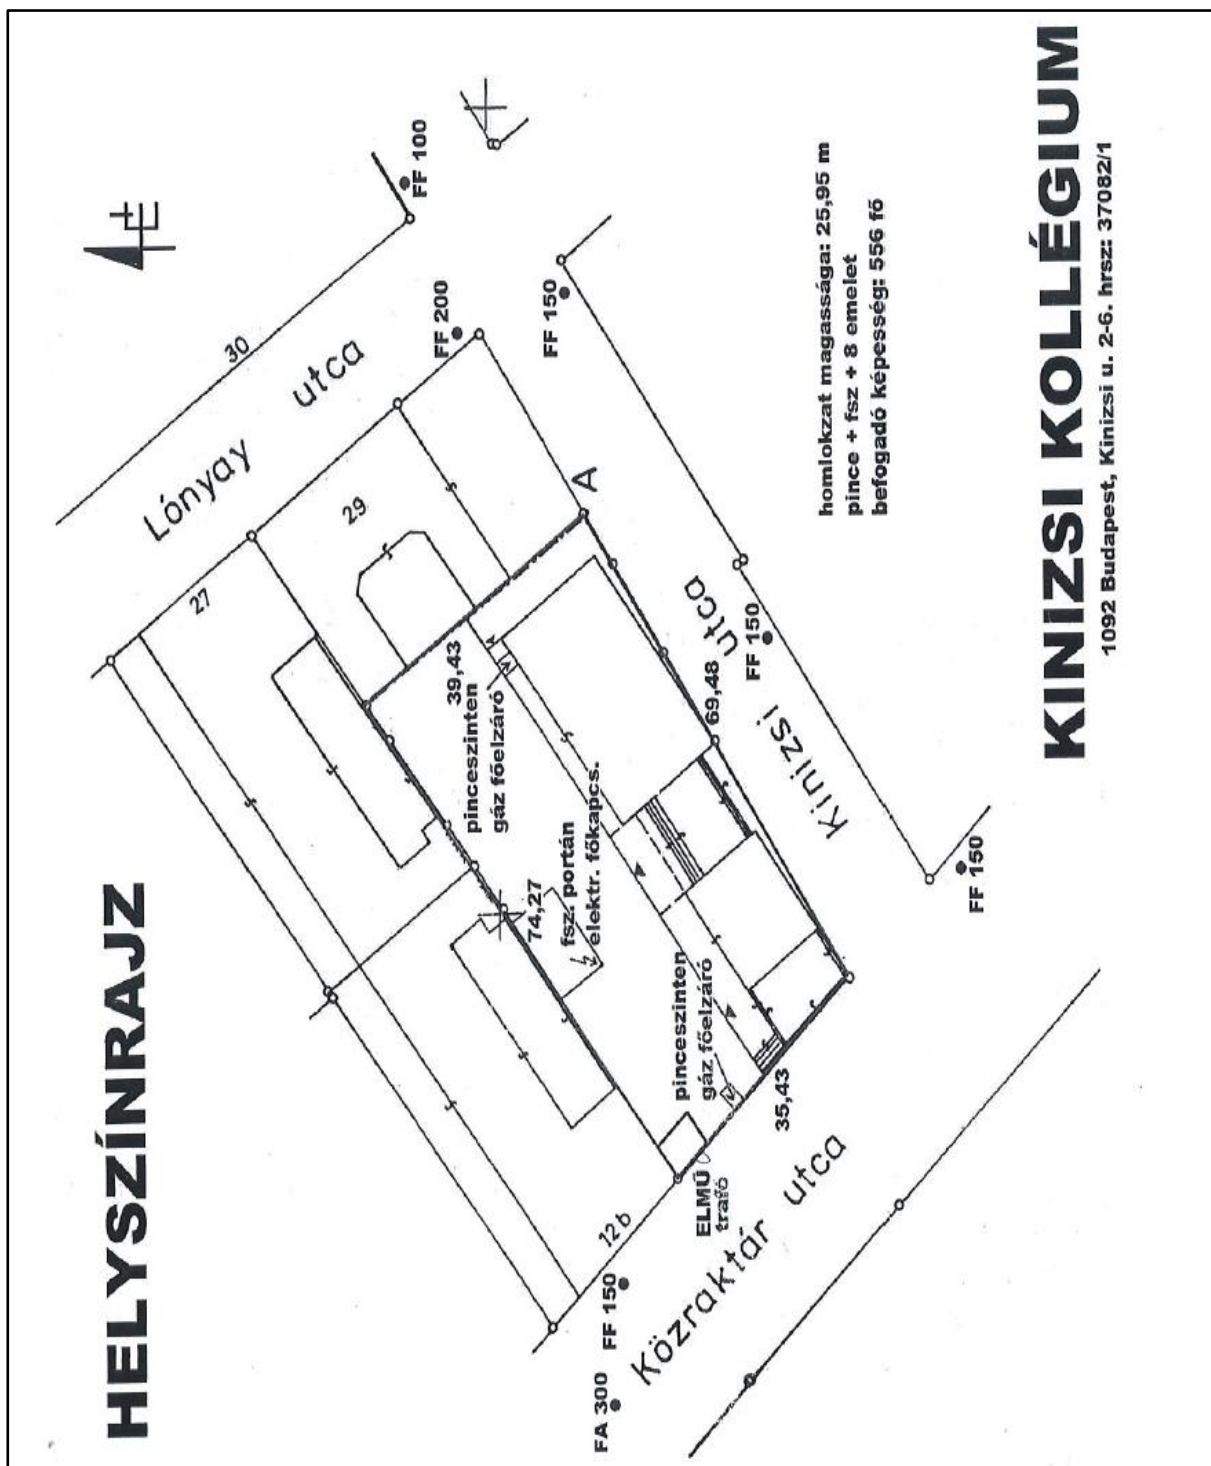 HELYSZÍNRAJZ
É
30
Lónyay utca
27
29
FF 100
FF 200
FF 150
A
39,43
pinceszinten
gáz főelzáró
74,27
fsz. portán
elektr. főkapcs.
pinceszinten
gáz főelzáró
35,43
69,48
Kinizsi utca
FF 150
FF 150
12b
ELMŰ
trafó
FF 150
FA 300
Közraktár utca
homlokzat magassága: 25,95 m
pince + fsz + 8 emelet
befogadó képesség: 556 fő
KINIZSI KOLLÉGIUM
1092 Budapest, Kinizsi u. 2-6. hrsz: 37082/1